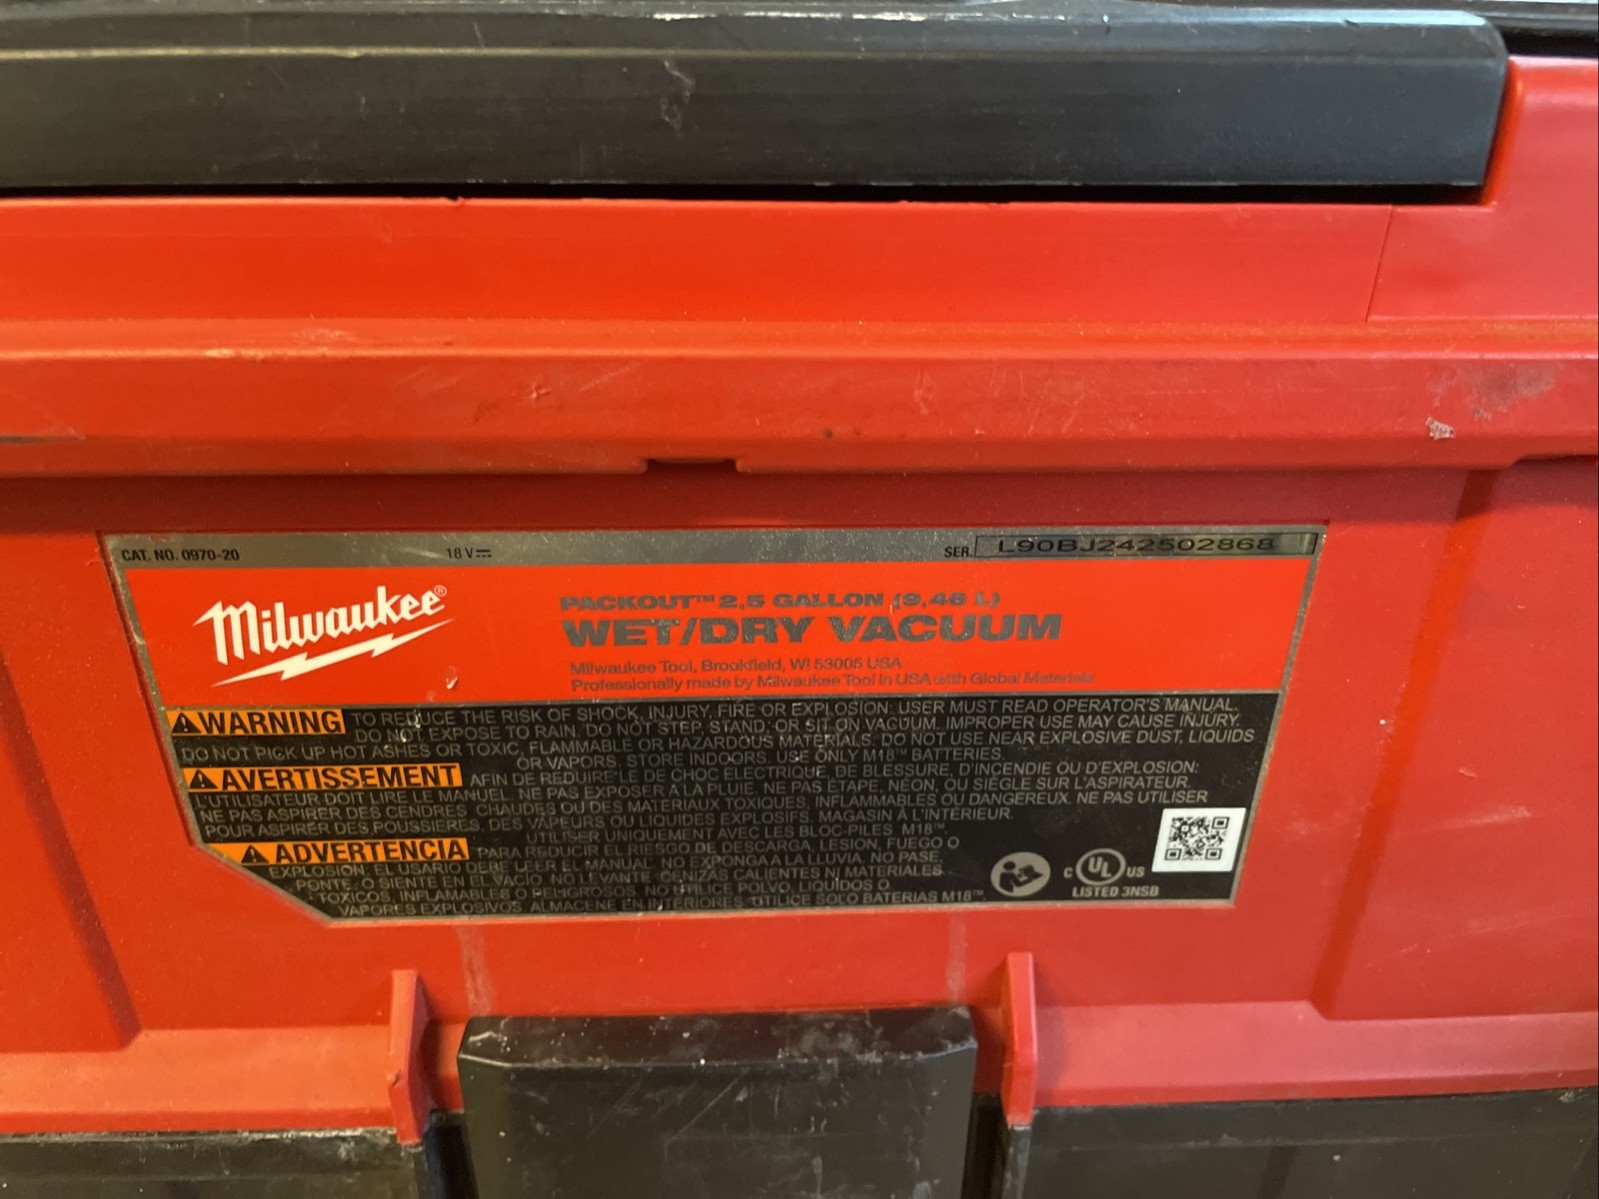 CAT. NO. 0970-20 18 V SER. L90BJ242502868
Milwaukee®
PACKOUT™ 2,5 GALLON (9,46 L)
WET/DRY VACUUM
Milwaukee Tool, Brookfield, WI 53005 USA
Professionally made by Milwaukee Tool in USA with Global Materials
WARNING TO REDUCE THE RISK OF SHOCK, INJURY, FIRE OR EXPLOSION: USER MUST READ OPERATOR'S MANUAL.
DO NOT EXPOSE TO RAIN. DO NOT STEP, STAND, OR SIT ON VACUUM. IMPROPER USE MAY CAUSE INJURY.
DO NOT PICK UP HOT ASHES OR TOXIC, FLAMMABLE OR HAZARDOUS MATERIALS. DO NOT USE NEAR EXPLOSIVE DUST, LIQUIDS
OR VAPORS. STORE INDOORS. USE ONLY M18™ BATTERIES.
AVERTISSEMENT AFIN DE REDUIRE LE DE CHOC ELECTRIQUE, DE BLESSURE, D'INCENDIE OU D'EXPLOSION:
L'UTILISATEUR DOIT LIRE LE MANUEL. NE PAS EXPOSER A LA PLUIE. NE PAS ETAPE, NEON, OU SIEGLE SUR L'ASPIRATEUR.
NE PAS ASPIRER DES CENDRES CHAUDES OU DES MATERIAUX TOXIQUES, INFLAMMABLES OU DANGEREUX. NE PAS UTILISER
POUR ASPIRER DES POUSSIERES, DES VAPEURS OU LIQUIDES EXPLOSIFS. MAGASIN A L'INTERIEUR.
UTILISER UNIQUEMENT AVEC LES BLOC-PILES M18™.
ADVERTENCIA PARA REDUCIR EL RIESGO DE DESCARGA, LESION, FUEGO O
EXPLOSION, EL USARIO DEBE LEER EL MANUAL. NO EXPONGA A LA LLUVIA. NO PASE,
PONTE, O SIENTE EN EL VACIO. NO LEVANTE CENIZAS CALIENTES NI MATERIALES
TOXICOS, INFLAMABLES O PELIGROSOS. NO UTILICE POLVO, LIQUIDOS O
VAPORES EXPLOSIVOS. ALMACENE EN INTERIORES. UTILICE SOLO BATERIAS M18™.
C UL US
LISTED 3NSB